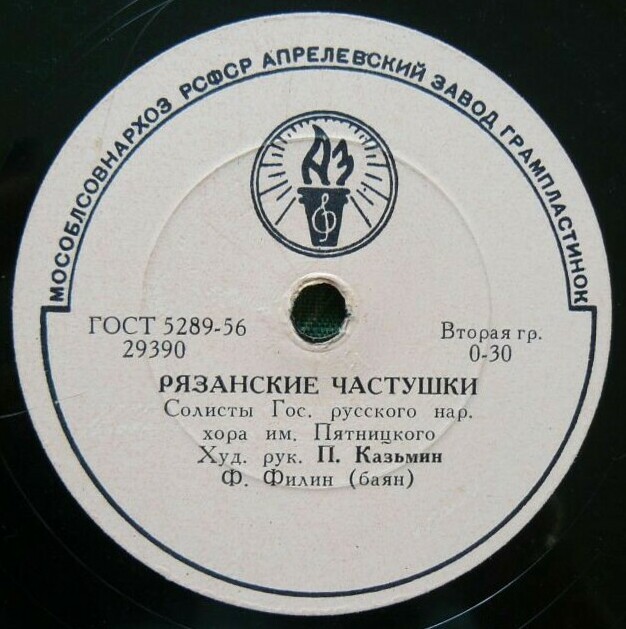 МОСОБЛСОВНАРХОЗ РСФСР АПРЕЛЕВСКИЙ ЗАВОД ГРАМПЛАСТИНОК
АЗ
ГОСТ 5289-56
29390
Вторая гр.
0-30
РЯЗАНСКИЕ ЧАСТУШКИ
Солисты Гос. русского нар.
хора им. Пятницкого
Худ. рук. П. Казьмин
Ф. Филин (баян)